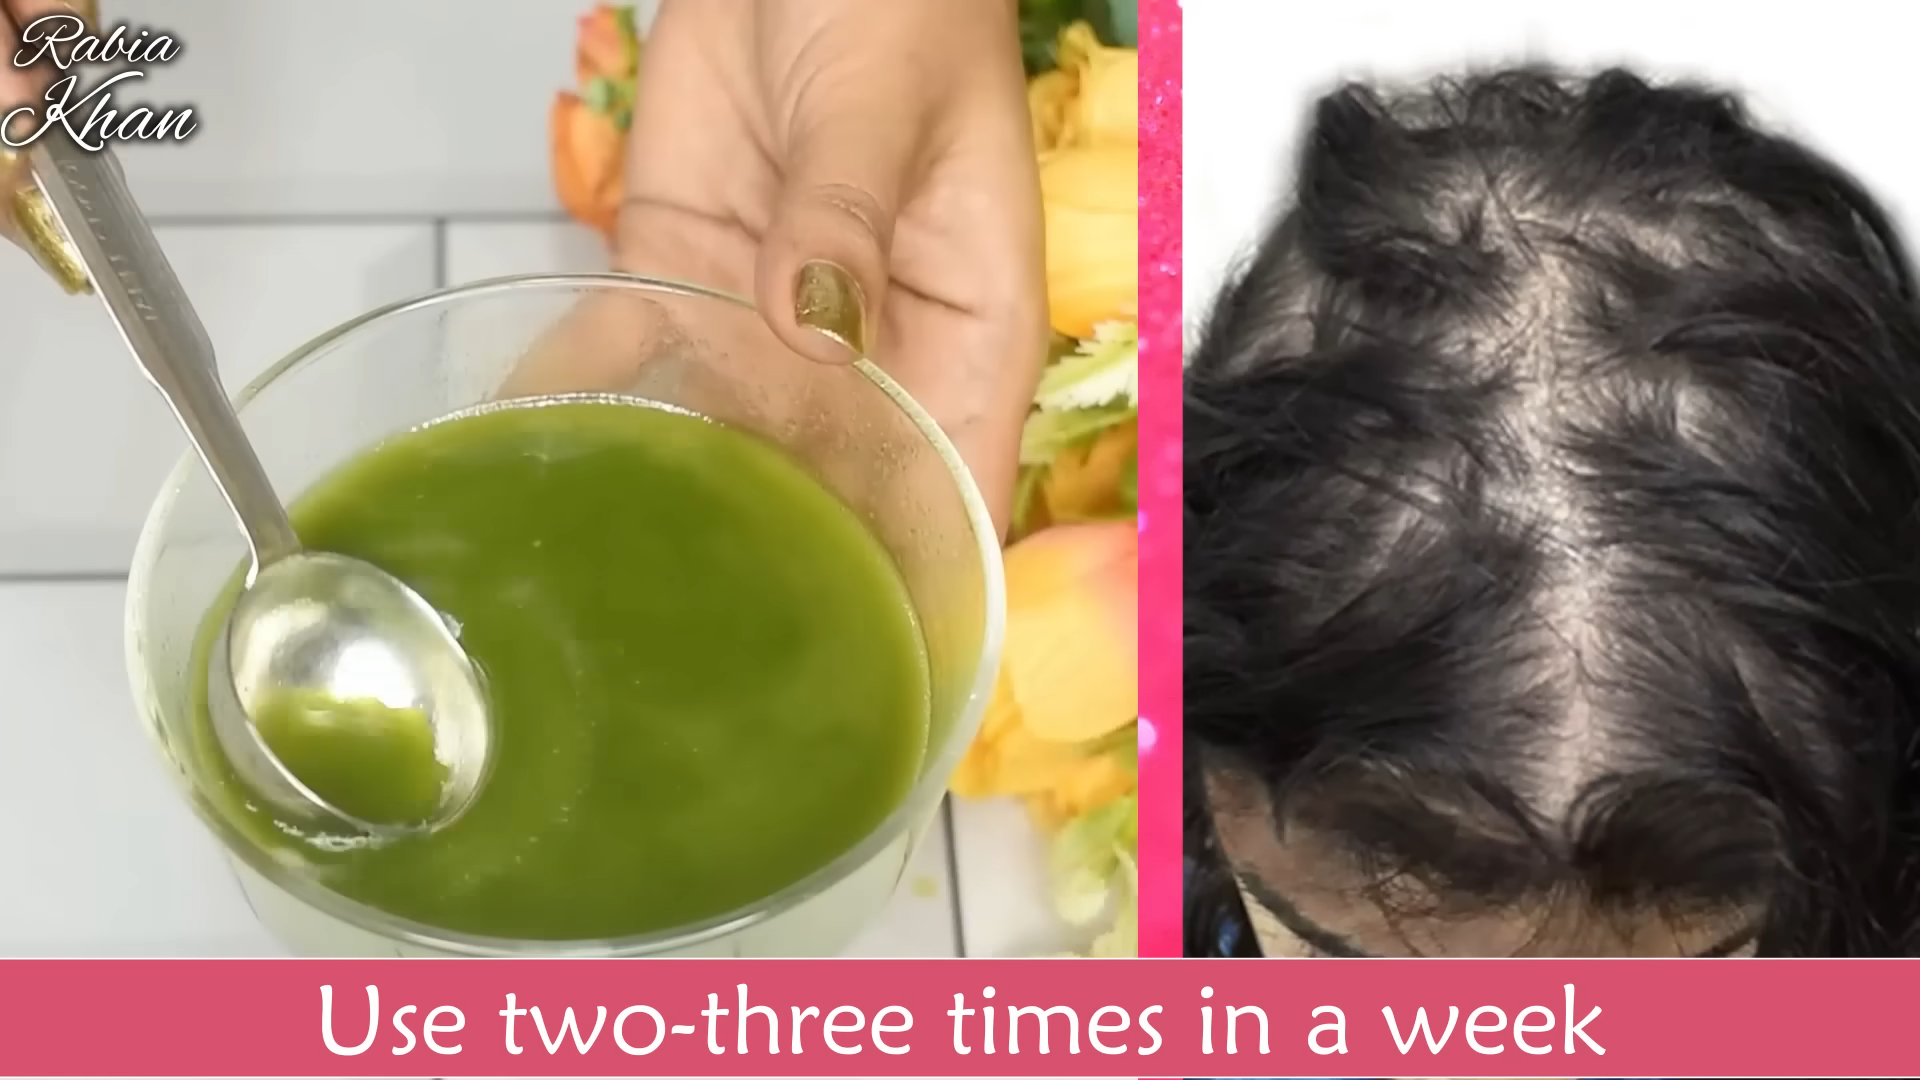 Rabia
Khan
Use two-three times in a week